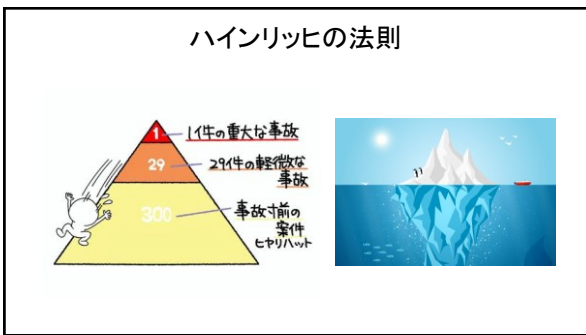 ハインリッヒの法則
1
1件の重大な事故
29
29件の軽微な
事故
300
事故寸前の
案件
ヒヤリハット